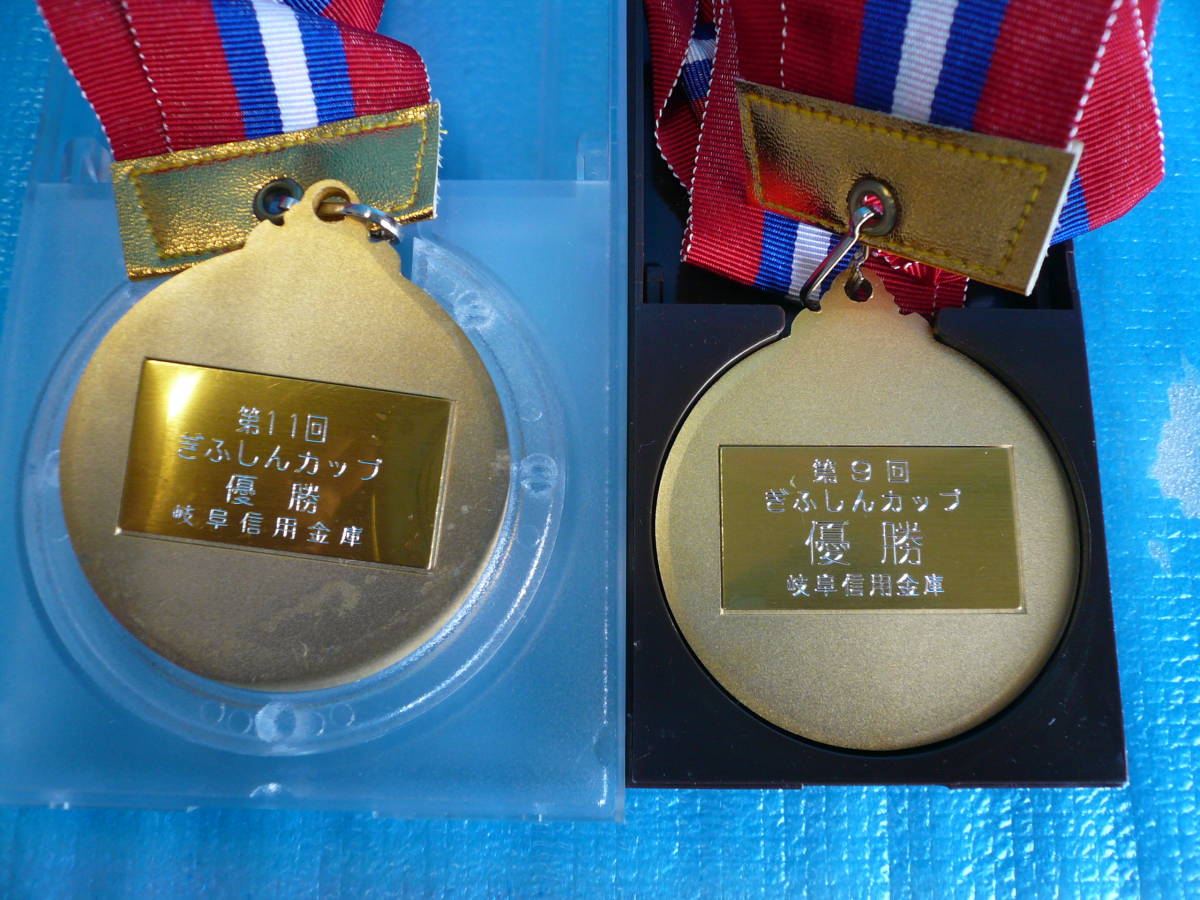 第11回
ぎふしんカップ
優勝
岐阜信用金庫
第9回
ぎふしんカップ
優勝
岐阜信用金庫